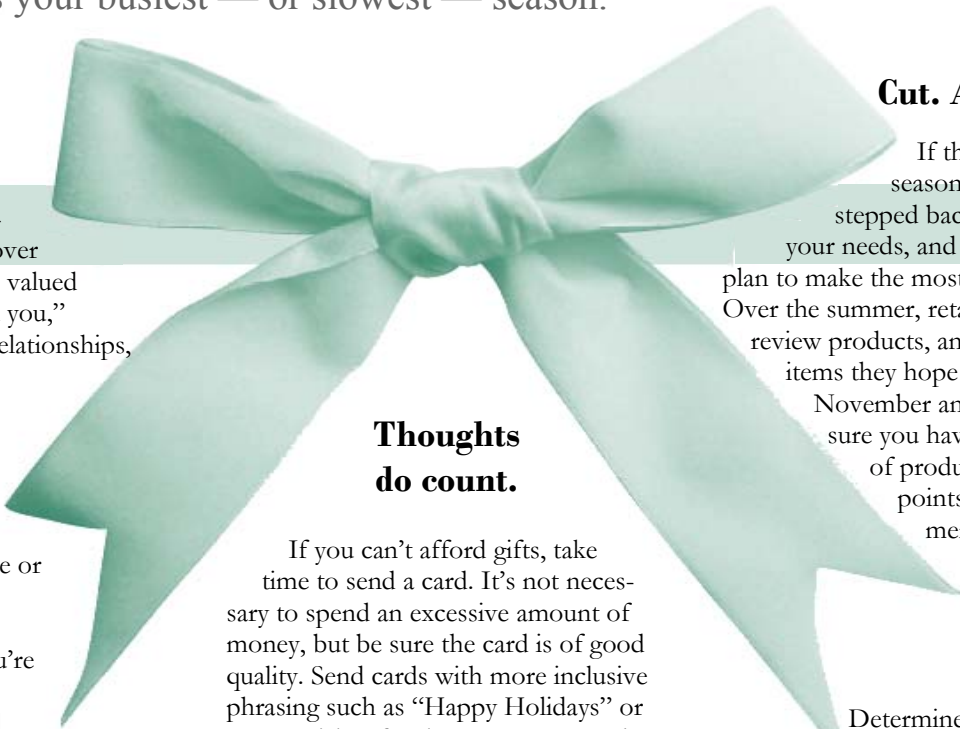 your busiest — or slowest — season.
over
valued
you,”
elationships,
e or
u’re
Thoughts
do count.
If you can’t afford gifts, take
time to send a card. It’s not neces-
sary to spend an excessive amount of
money, but be sure the card is of good
quality. Send cards with more inclusive
phrasing such as “Happy Holidays” or
Cut. A
If th
season
stepped bac
your needs, and
plan to make the most
Over the summer, reta
review products, an
items they hope
November an
sure you hav
of produ
points
me
Determine